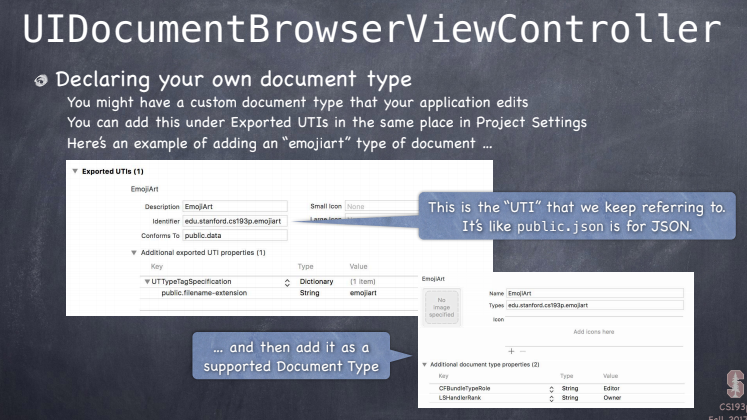 UIDocumentBrowserViewController
Declaring your own document type
You might have a custom document type that your application edits
You can add this under Exported UTIs in the same place in Project Settings
Here's an example of adding an "emojiart" type of document ...
Exported UTIs (1)
EmojiArt
Description EmojiArt Small Icon None
Identifier edu.stanford.cs193p.emojiart Large Icon
Conforms To public.data
Additional exported UTI properties (1)
Key Type Value
UTTypeTagSpecification Dictionary (1 item)
public.filename-extension String emojiart
This is the "UTI" that we keep referring to.
It's like public.json is for JSON.
EmojiArt
No
image
specified
Name EmojiArt
Types edu.stanford.cs193p.emojiart
Icon
Add icons here
Additional document type properties (2)
Key Type Value
CFBundleTypeRole String Editor
LSHandlerRank String Owner
... and then add it as a
supported Document Type
CS193
Fall 2017